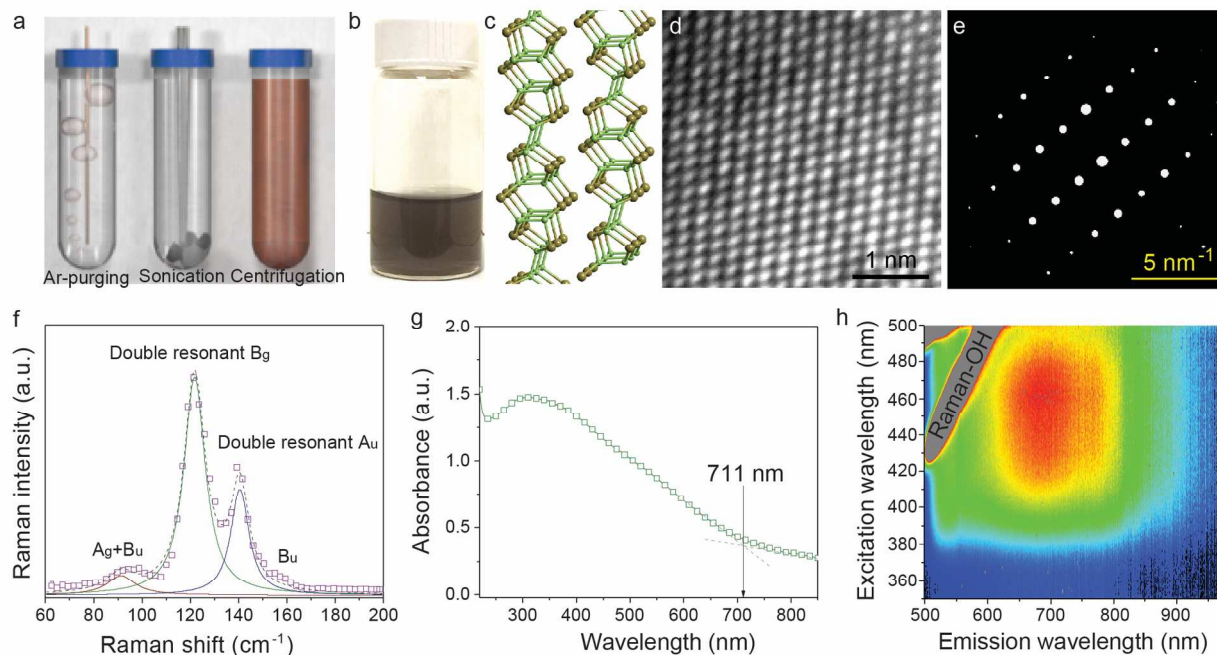 a
b
c
d
e
Ar-purging
Sonication
Centrifugation
1 nm
5 nm⁻¹
f
Double resonant Bg
Double resonant Au
Ag+Bu
Bu
Raman intensity (a.u.)
60 80 100 120 140 160 180 200
Raman shift (cm⁻¹)
g
2.0
1.5
1.0
0.5
0.0
Absorbance (a.u.)
711 nm
300 400 500 600 700 800
Wavelength (nm)
h
500
480
460
440
420
400
380
360
Excitation wavelength (nm)
Raman-OH
500 600 700 800 900
Emission wavelength (nm)